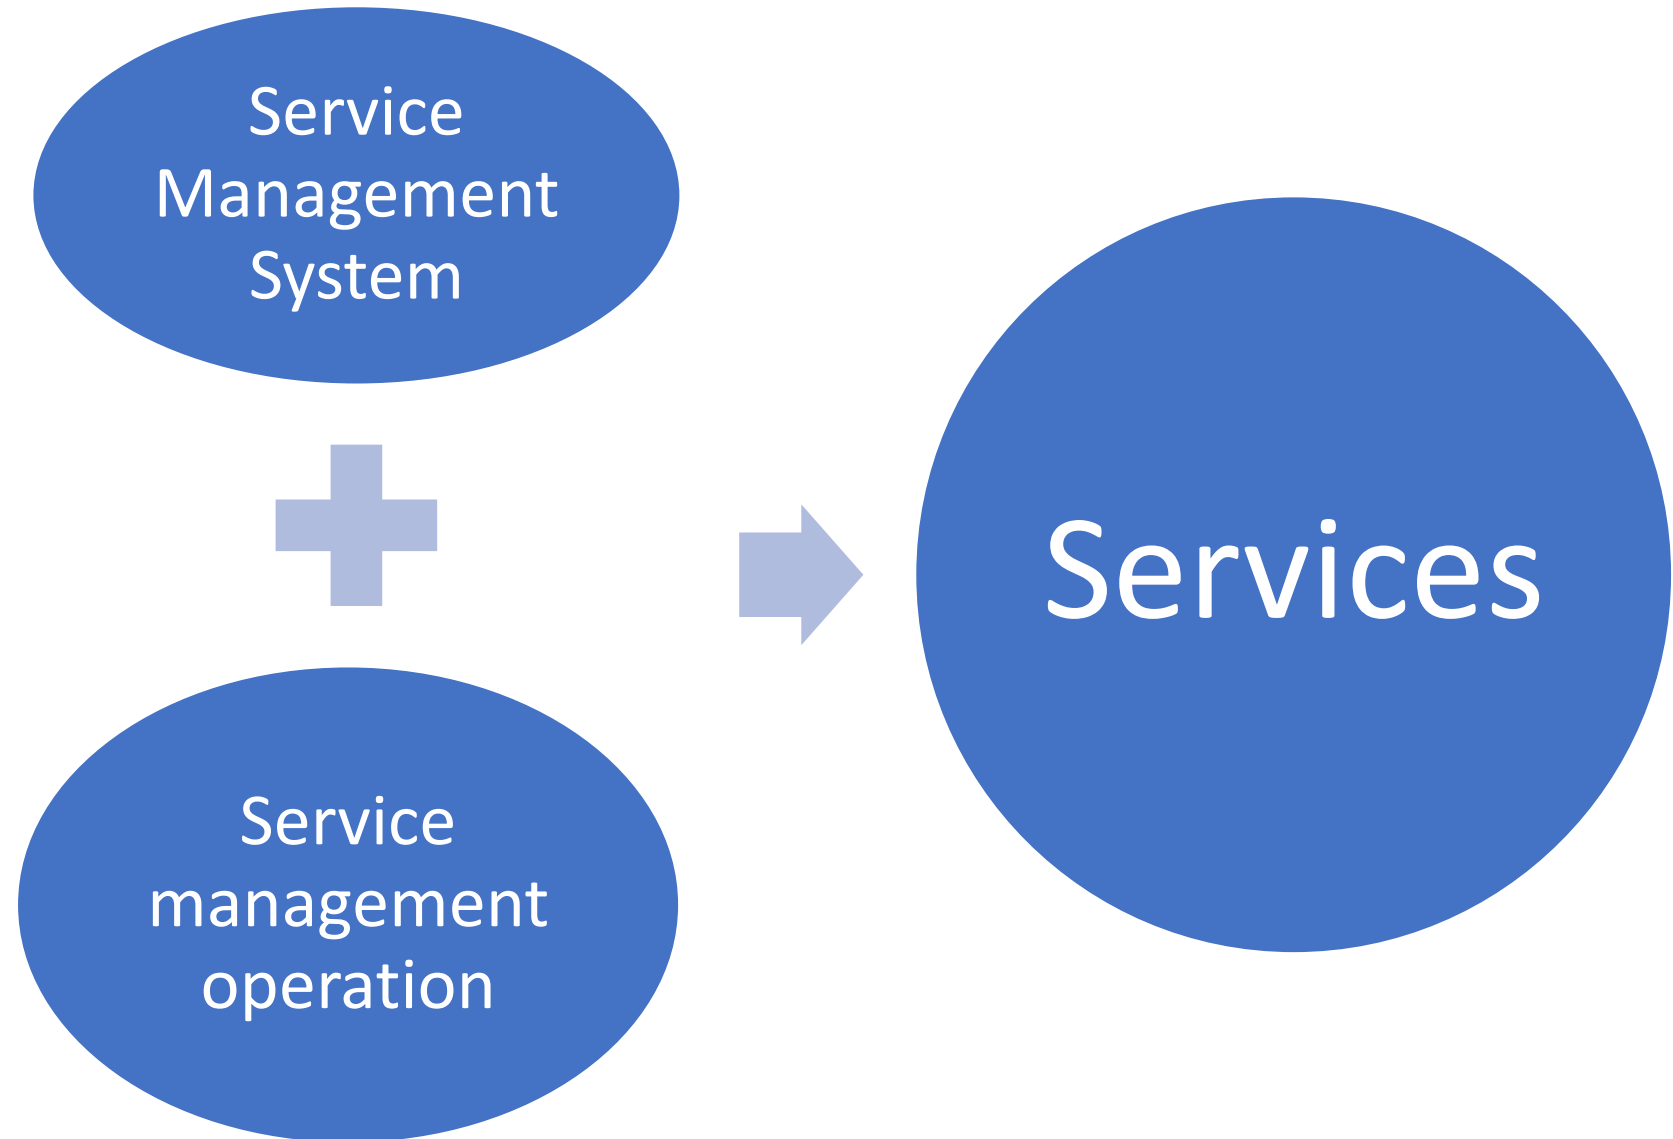 Service
Management
System
Service
management
operation
Services